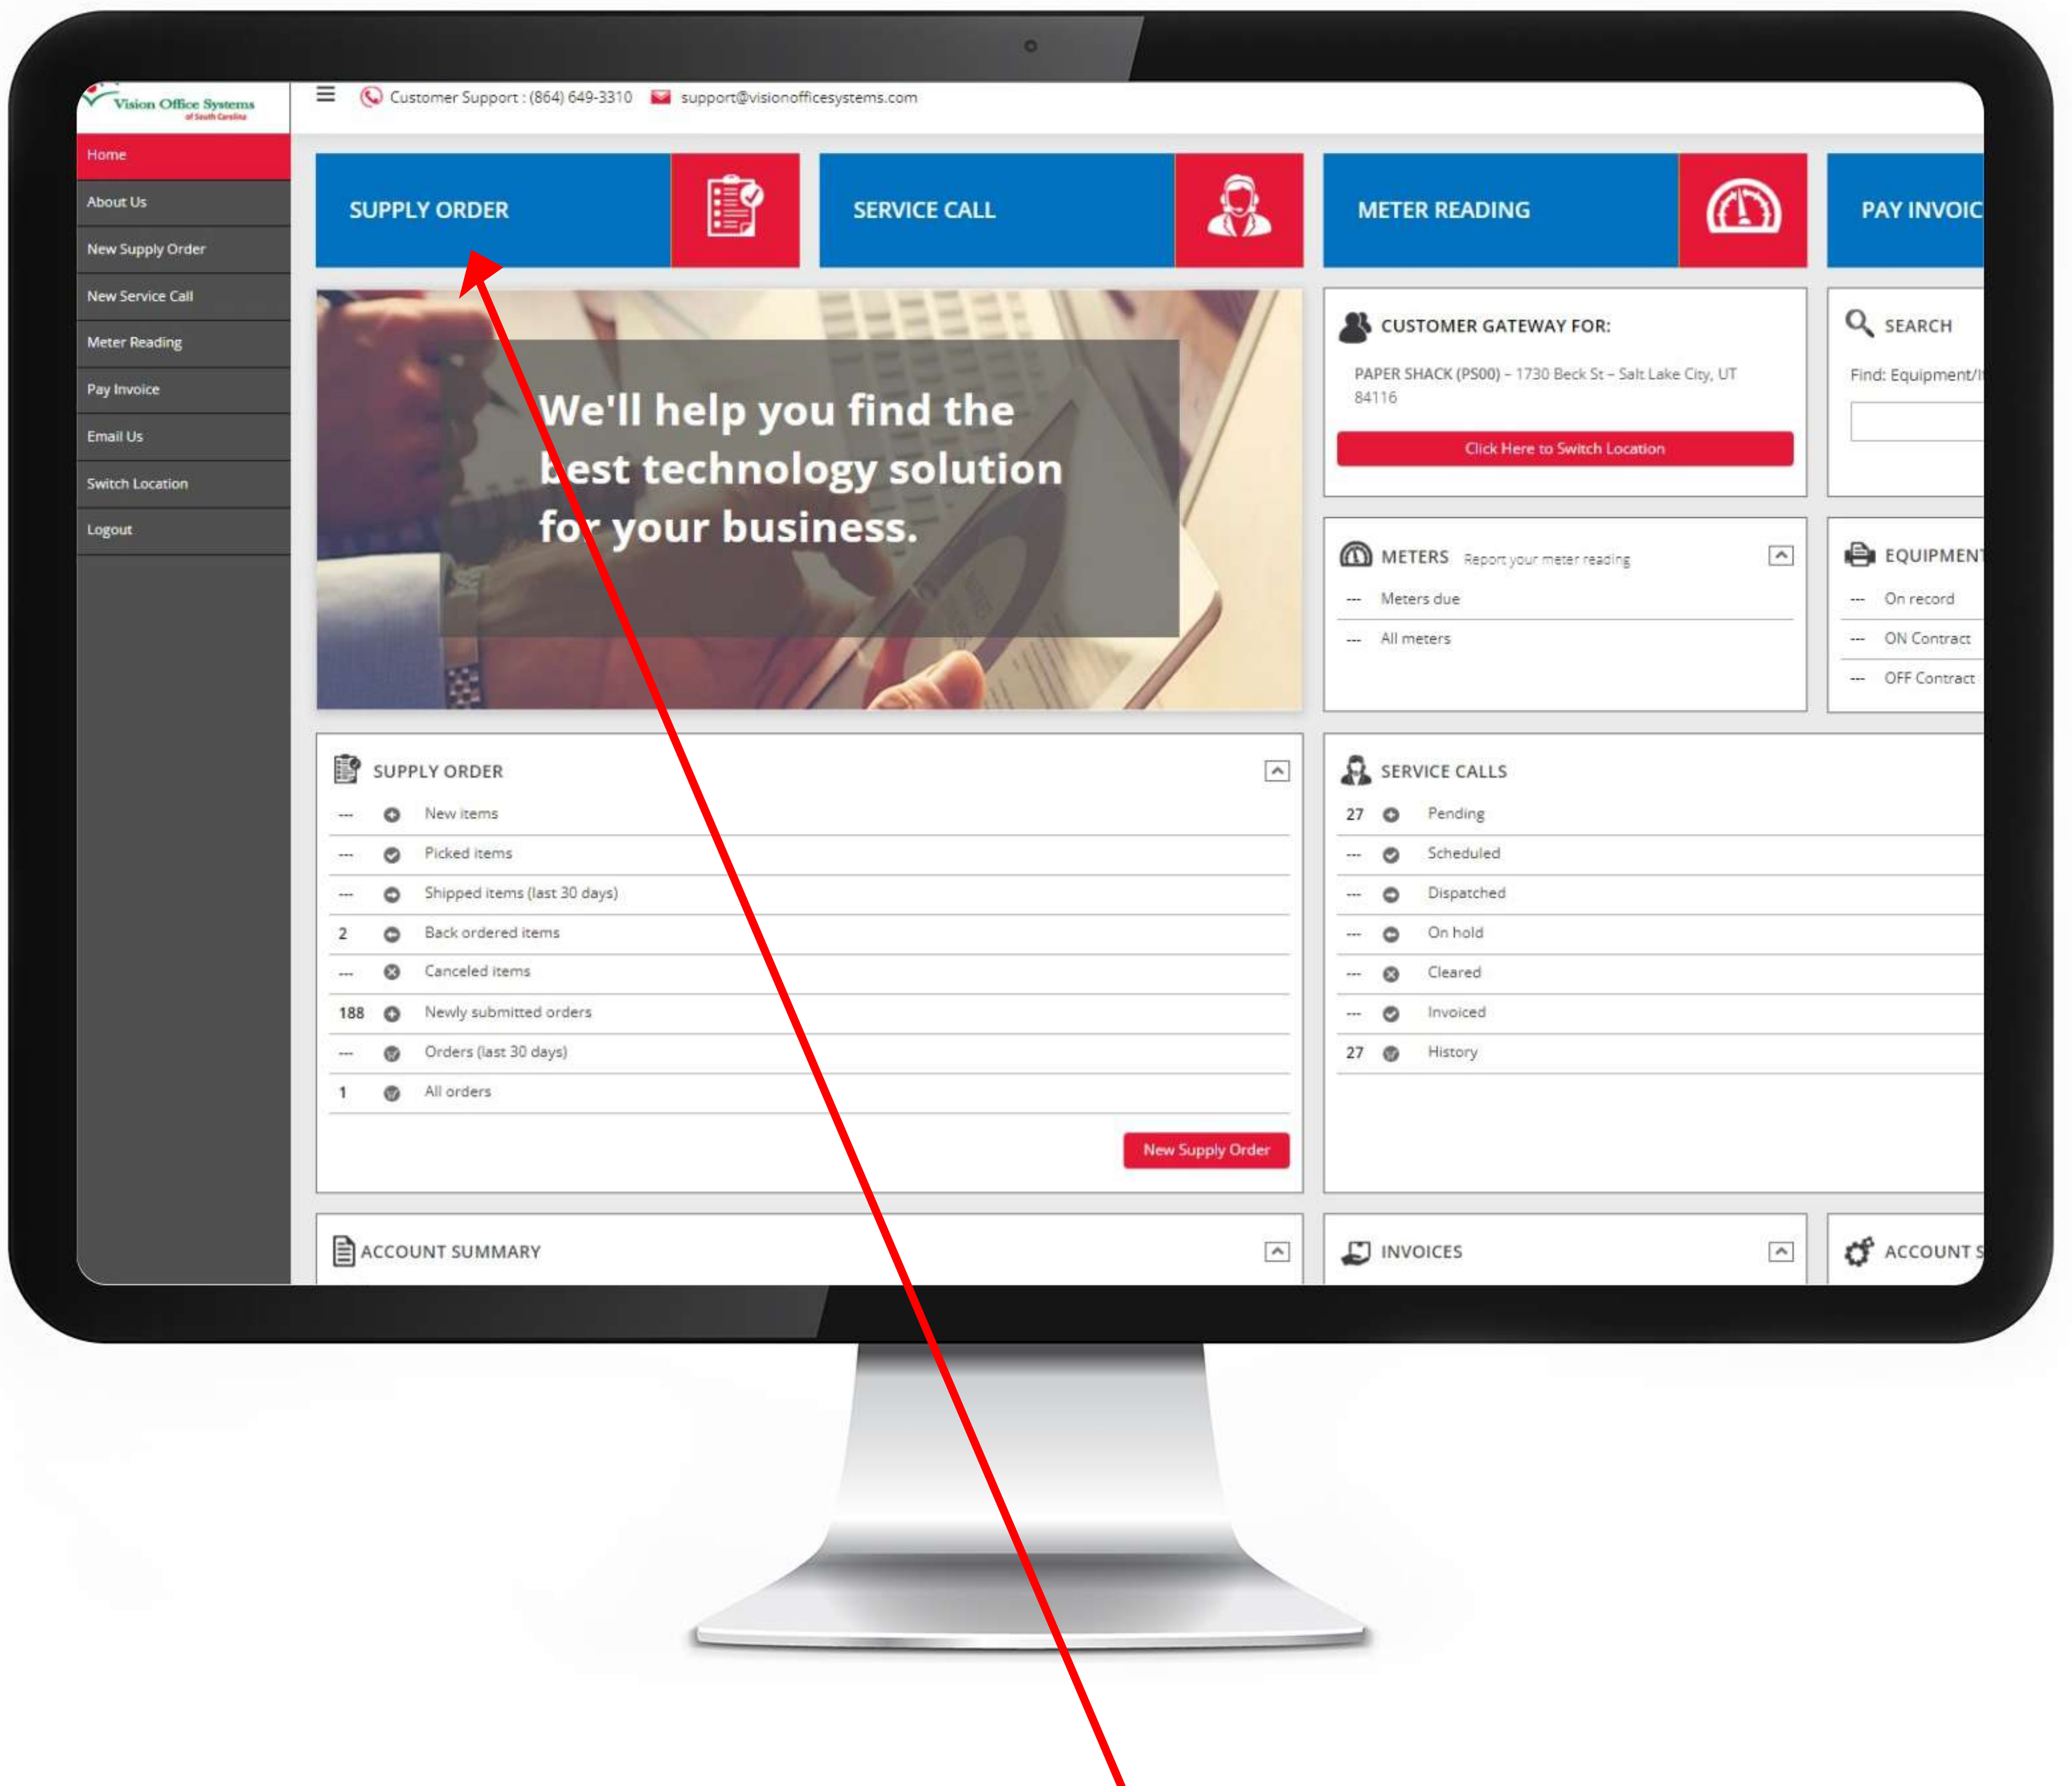 Vision Office Systems
of South Carolina
Customer Support : (864) 649-3310 support@visionofficesystems.com
Home
About Us
New Supply Order
New Service Call
Meter Reading
Pay Invoice
Email Us
Switch Location
Logout
SUPPLY ORDER
SERVICE CALL
METER READING
PAY INVOIC
We'll help you find the
best technology solution
for your business.
CUSTOMER GATEWAY FOR:
PAPER SHACK (PS00) – 1730 Beck St – Salt Lake City, UT
84116
Click Here to Switch Location
SEARCH
Find: Equipment/I
METERS Report your meter reading
--- Meters due
--- All meters
EQUIPMENT
--- On record
--- ON Contract
--- OFF Contract
SUPPLY ORDER
--- New items
--- Picked items
--- Shipped items (last 30 days)
2 Back ordered items
--- Canceled items
188 Newly submitted orders
--- Orders (last 30 days)
1 All orders
New Supply Order
SERVICE CALLS
27 Pending
--- Scheduled
--- Dispatched
--- On hold
--- Cleared
--- Invoiced
27 History
ACCOUNT SUMMARY
INVOICES
ACCOUNT S